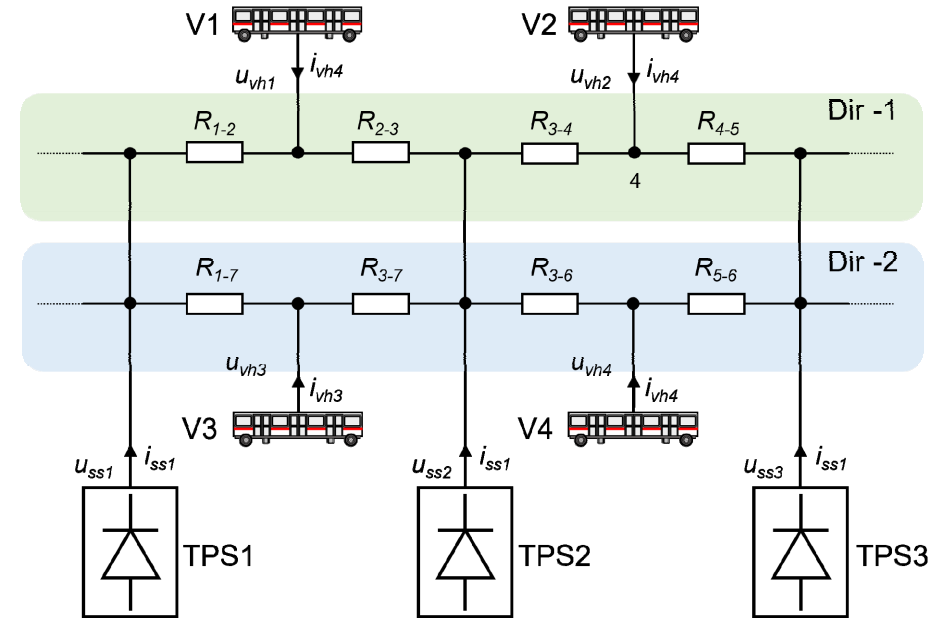 V1
V2
u_vh1 i_vh4
u_vh2 i_vh4
Dir -1
R_1-2 R_2-3 R_3-4 R_4-5
4
Dir -2
R_1-7 R_3-7 R_3-6 R_5-6
u_vh3 i_vh3
u_vh4 i_vh4
V3
V4
u_ss1 i_ss1
u_ss2 i_ss1
u_ss3 i_ss1
TPS1
TPS2
TPS3